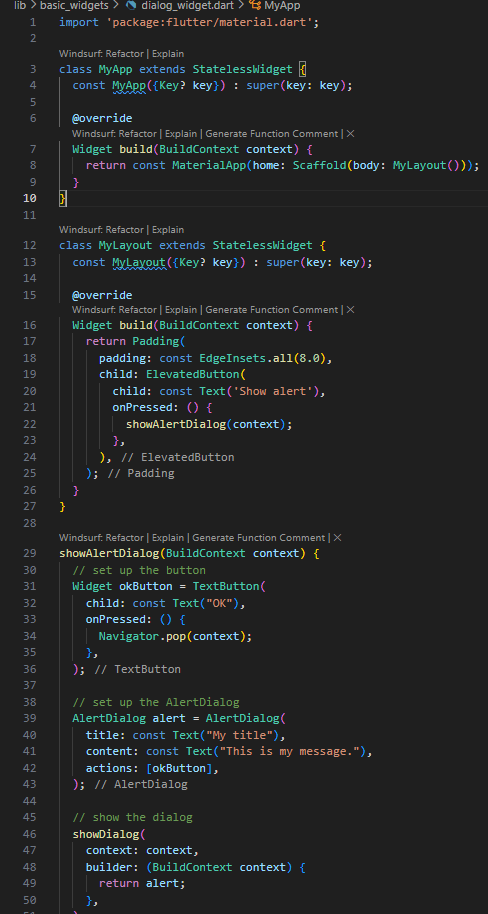 lib > basic_widgets > dialog_widget.dart > MyApp
1 import 'package:flutter/material.dart';
2
Windsurf: Refactor | Explain
3 class MyApp extends StatelessWidget {
4   const MyApp({Key? key}) : super(key: key);
5
6   @override
Windsurf: Refactor | Explain | Generate Function Comment | ×
7   Widget build(BuildContext context) {
8     return const MaterialApp(home: Scaffold(body: MyLayout()));
9   }
10 }
11
Windsurf: Refactor | Explain
12 class MyLayout extends StatelessWidget {
13   const MyLayout({Key? key}) : super(key: key);
14
15   @override
Windsurf: Refactor | Explain | Generate Function Comment | ×
16   Widget build(BuildContext context) {
17     return Padding(
18       padding: const EdgeInsets.all(8.0),
19       child: ElevatedButton(
20         child: const Text('Show alert'),
21         onPressed: () {
22           showAlertDialog(context);
23         },
24       ), // ElevatedButton
25     ); // Padding
26   }
27 }
28
Windsurf: Refactor | Explain | Generate Function Comment | ×
29 showAlertDialog(BuildContext context) {
30   // set up the button
31   Widget okButton = TextButton(
32     child: const Text("OK"),
33     onPressed: () {
34       Navigator.pop(context);
35     },
36   ); // TextButton
37
38   // set up the AlertDialog
39   AlertDialog alert = AlertDialog(
40     title: const Text("My title"),
41     content: const Text("This is my message."),
42     actions: [okButton],
43   ); // AlertDialog
44
45   // show the dialog
46   showDialog(
47     context: context,
48     builder: (BuildContext context) {
49       return alert;
50     },